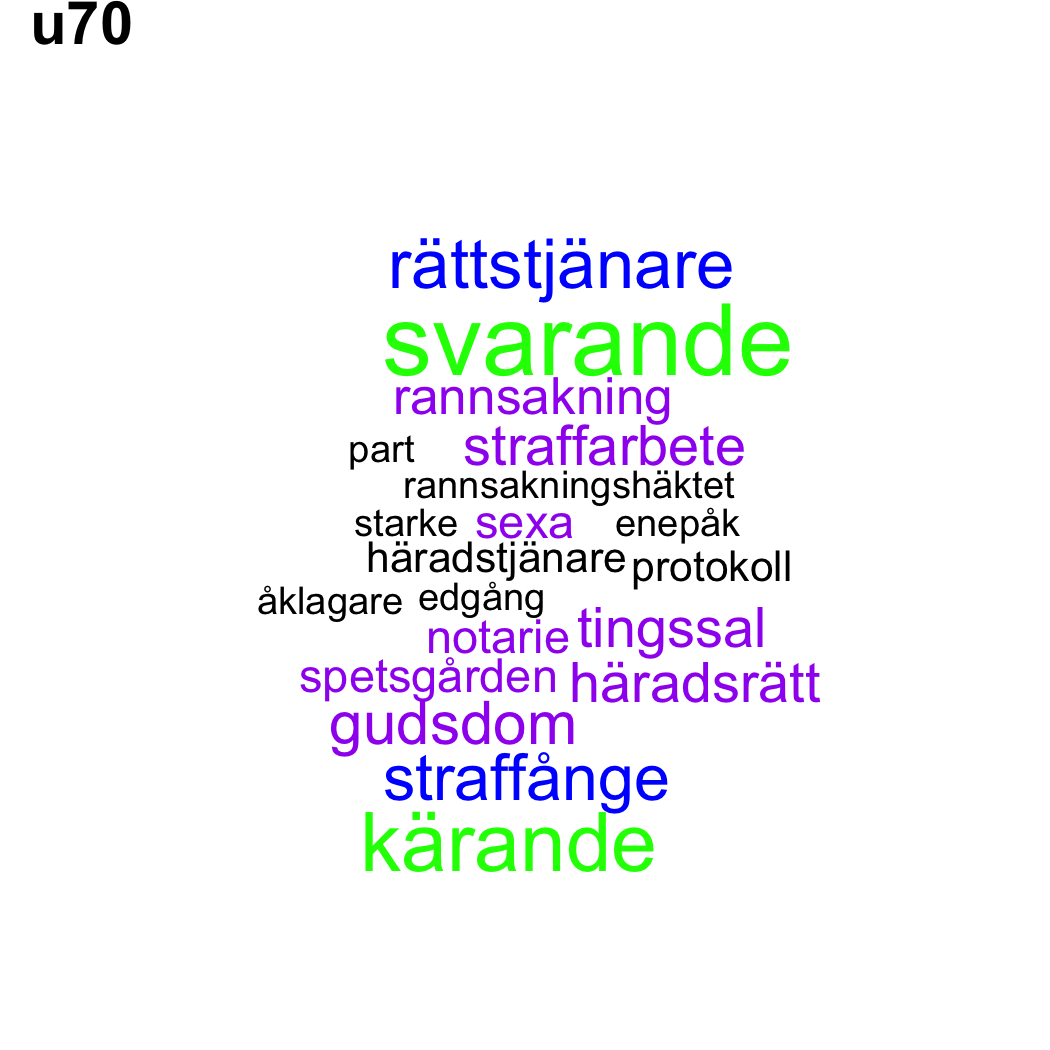 u70
rättstjänare
svarande
rannsakning
part straffarbete
rannsakningshäktet
starke sexa enepåk
häradstjänare protokoll
åklagare edgång
notarie tingssal
spetsgården häradsrätt
gudsdom
straffånge
kärande